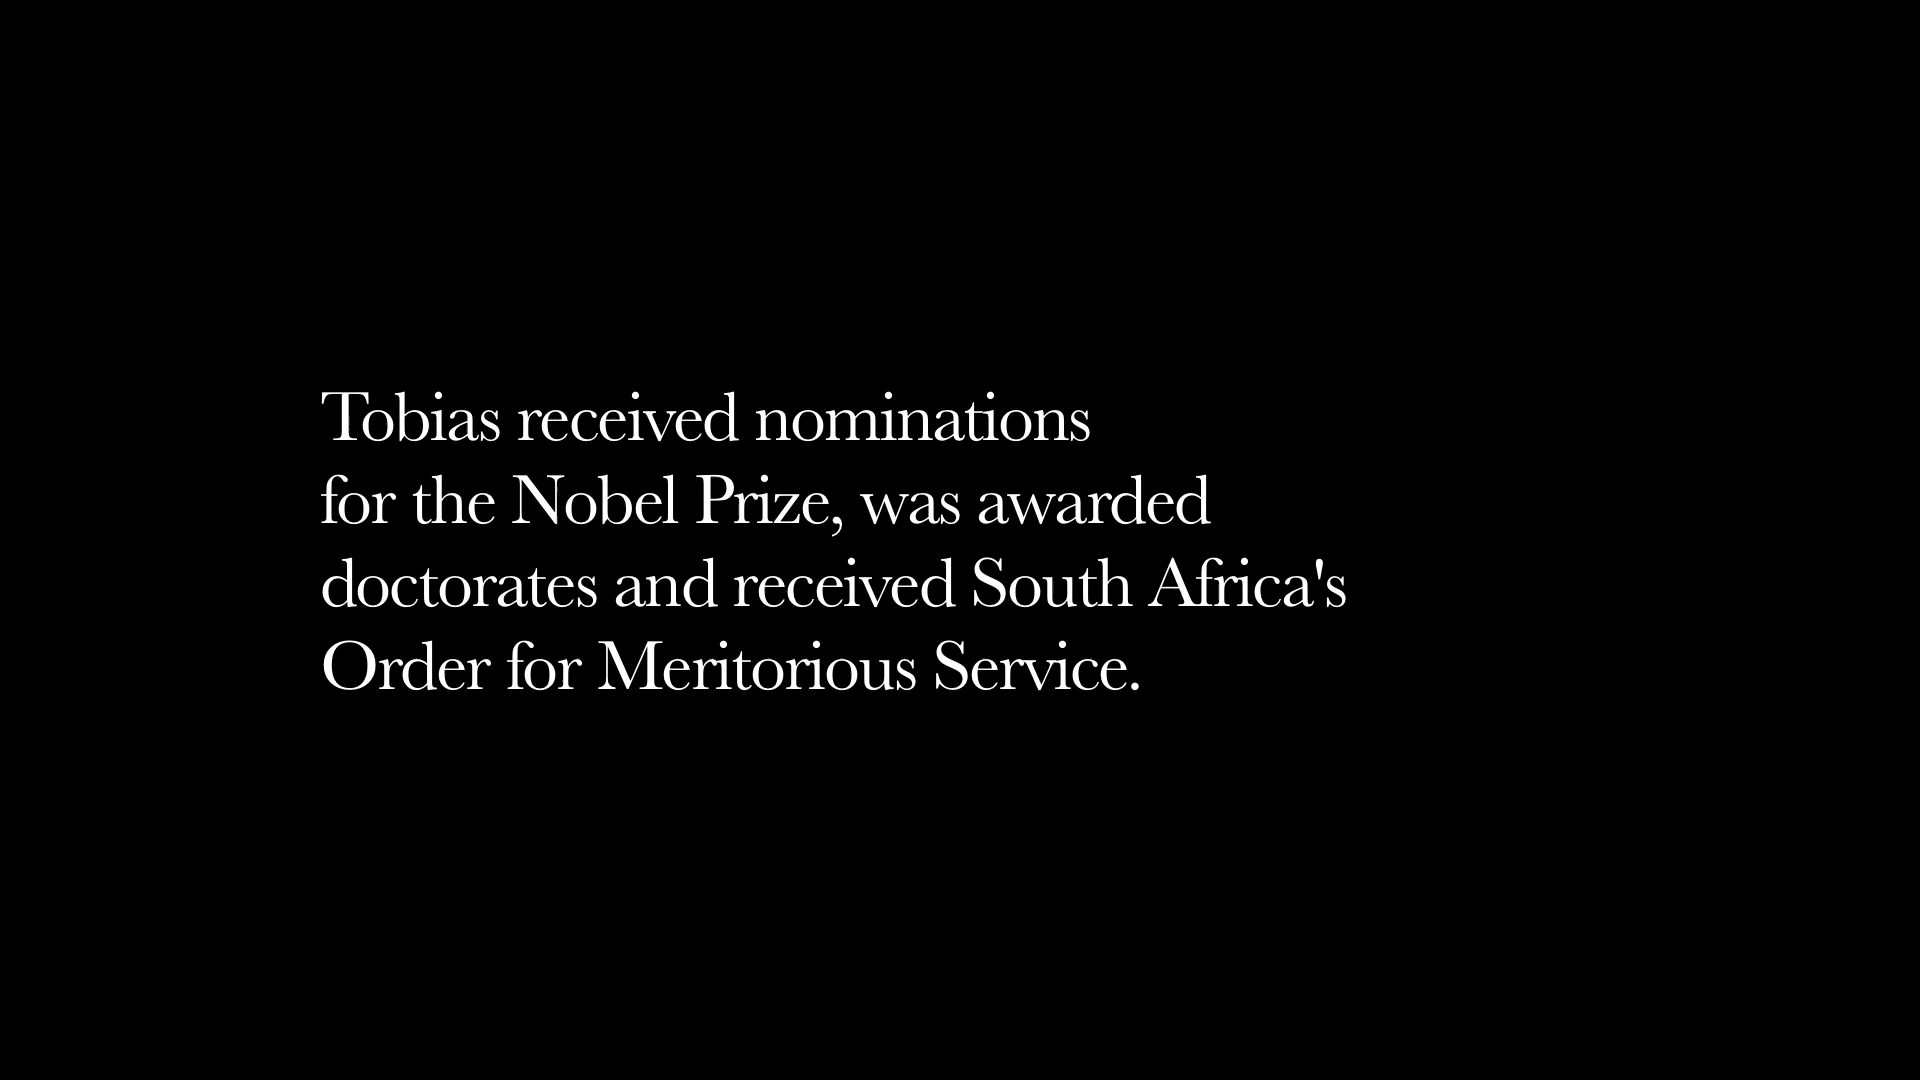 Tobias received nominations
for the Nobel Prize, was awarded
doctorates and received South Africa's
Order for Meritorious Service.